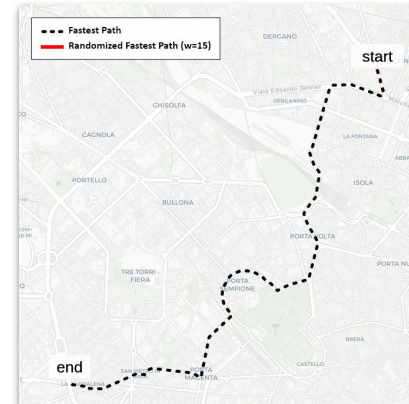 Fastest Path
Randomized Fastest Path (w=15)
DERGANO
start
Viale Edoardo Jenner
DERGANINO
GHISOLFA
CAGNOLA
LA FONTANA
PORTELLO
ISOLA
BULLONA
PORTA VOLTA
PORTA NU
TRE TORRI -
FIERA
PORTA
SEMPIONE
BRERA
CASTELLO
end
PORTA
MAGENTA